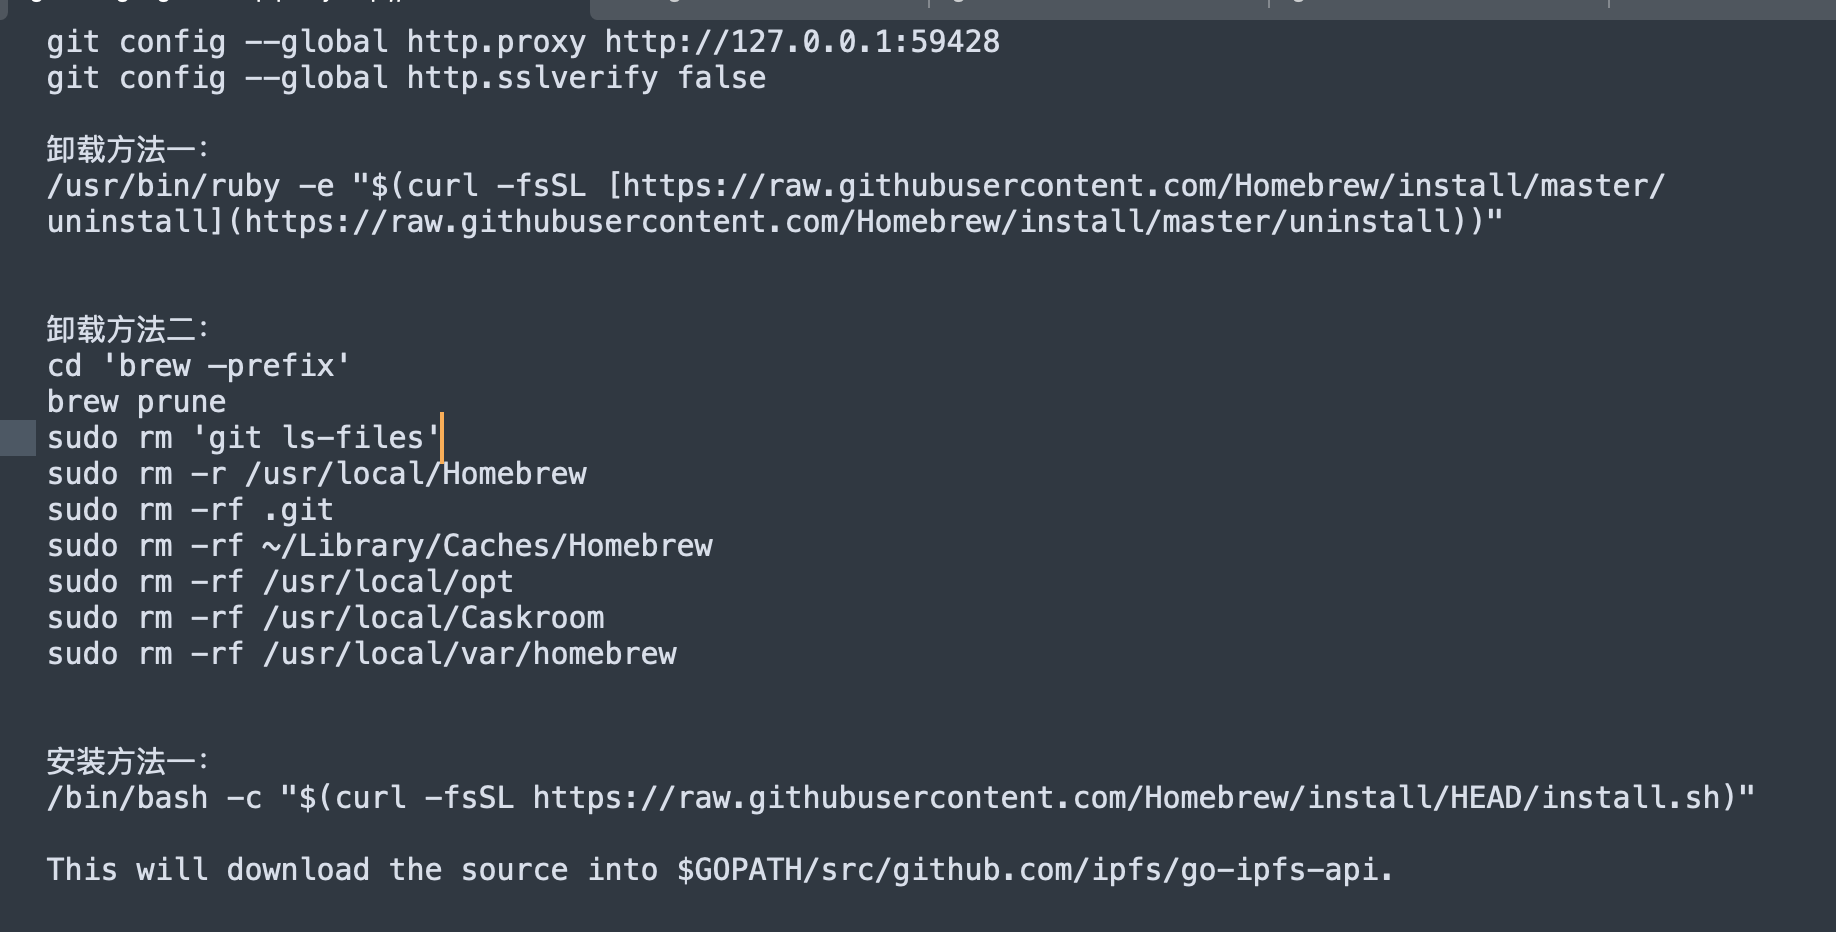 git config --global http.proxy http://127.0.0.1:59428
git config --global http.sslverify false
卸载方法一：
/usr/bin/ruby -e "$(curl -fsSL [https://raw.githubusercontent.com/Homebrew/install/master/
uninstall](https://raw.githubusercontent.com/Homebrew/install/master/uninstall))"
卸载方法二：
cd 'brew —prefix'
brew prune
sudo rm 'git ls-files'
sudo rm -r /usr/local/Homebrew
sudo rm -rf .git
sudo rm -rf ~/Library/Caches/Homebrew
sudo rm -rf /usr/local/opt
sudo rm -rf /usr/local/Caskroom
sudo rm -rf /usr/local/var/homebrew
安装方法一：
/bin/bash -c "$(curl -fsSL https://raw.githubusercontent.com/Homebrew/install/HEAD/install.sh)"
This will download the source into $GOPATH/src/github.com/ipfs/go-ipfs-api.